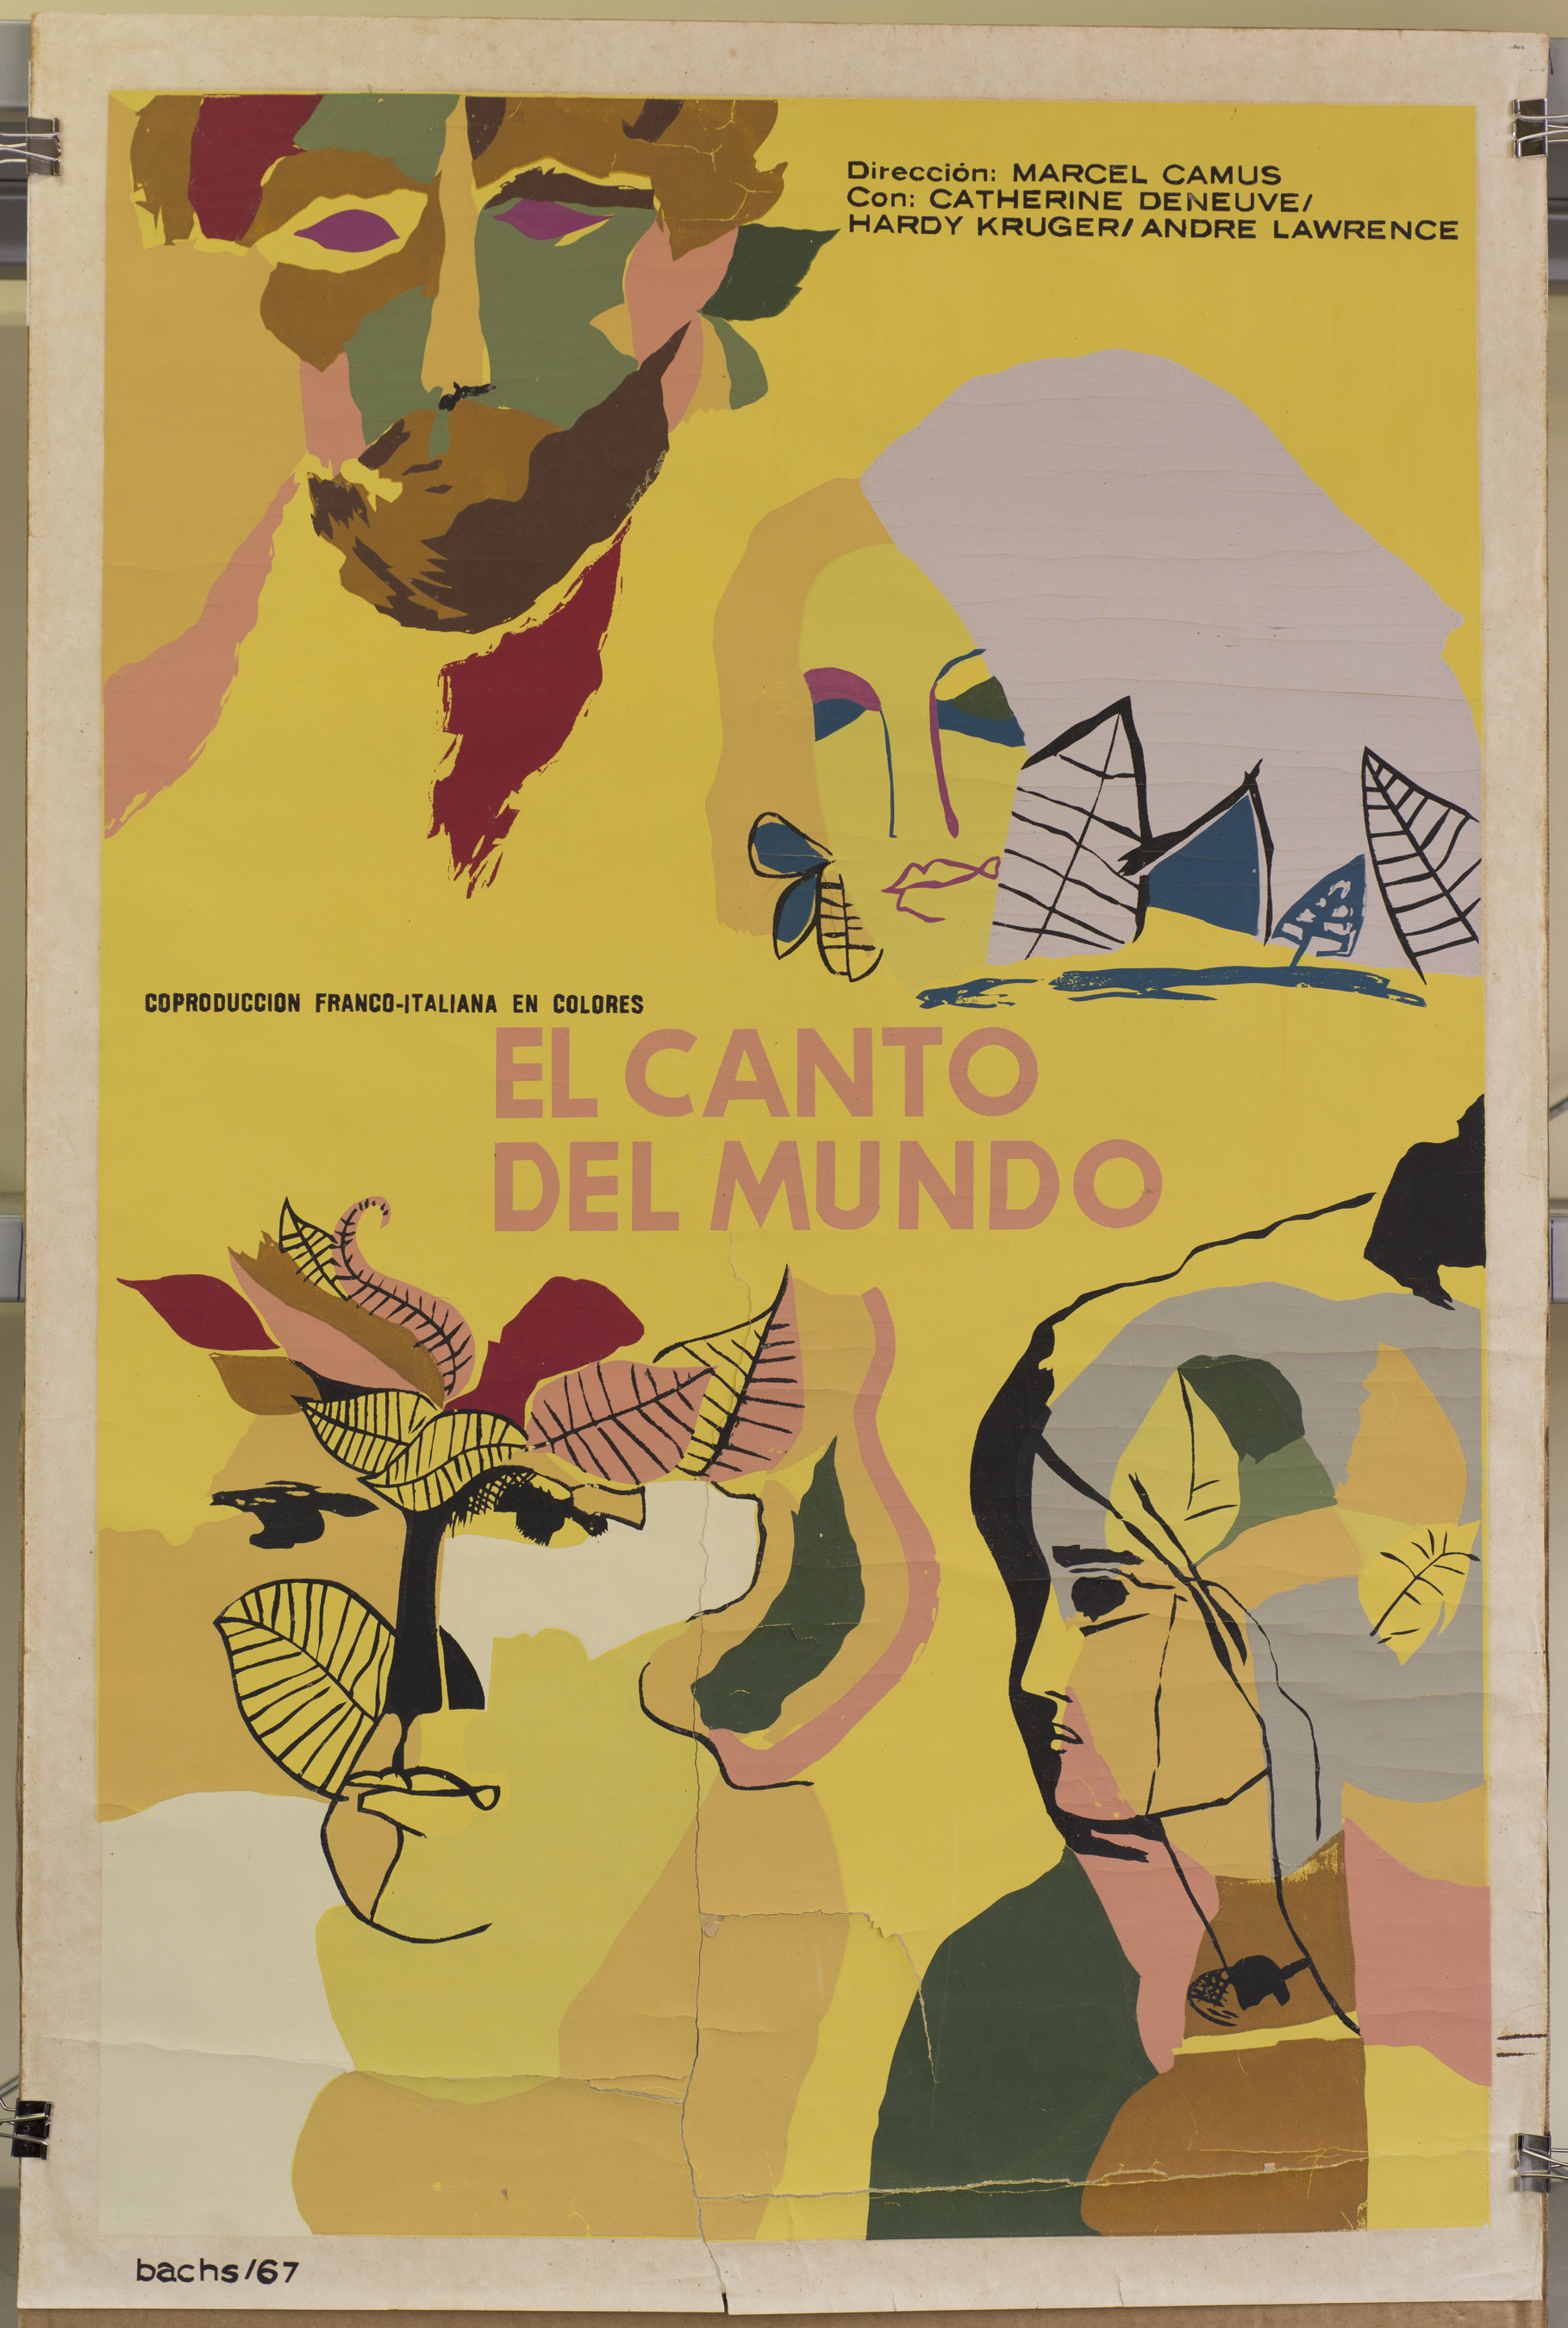 Dirección: MARCEL CAMUS
Con: CATHERINE DENEUVE/
HARDY KRUGER/ANDRE LAWRENCE
COPRODUCCION FRANCO-ITALIANA EN COLORES
EL CANTO
DEL MUNDO
bachs/67